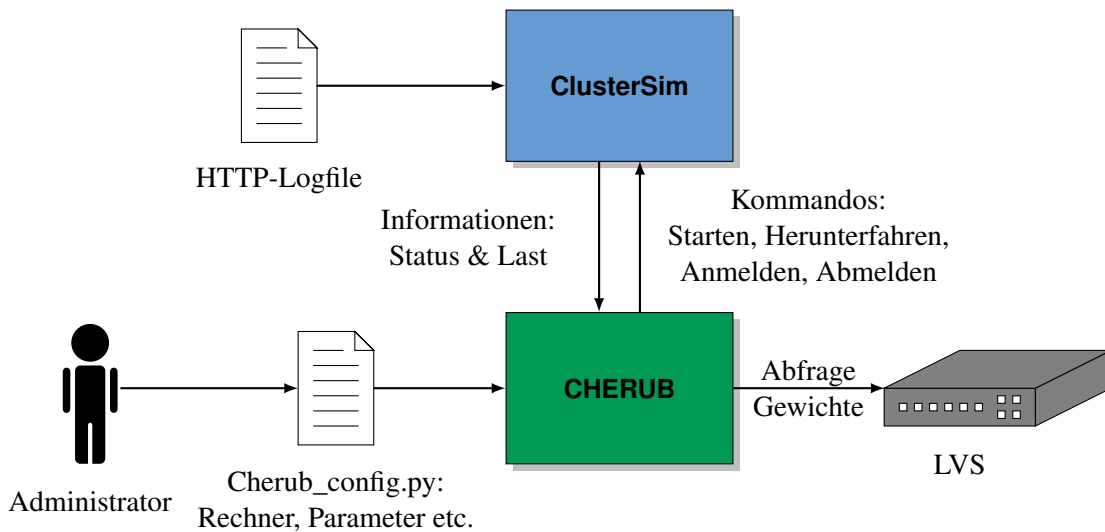 ClusterSim
HTTP-Logfile
Informationen:
Status & Last
Kommandos:
Starten, Herunterfahren,
Anmelden, Abmelden
Administrator
Cherub_config.py:
Rechner, Parameter etc.
CHERUB
Abfrage
Gewichte
LVS